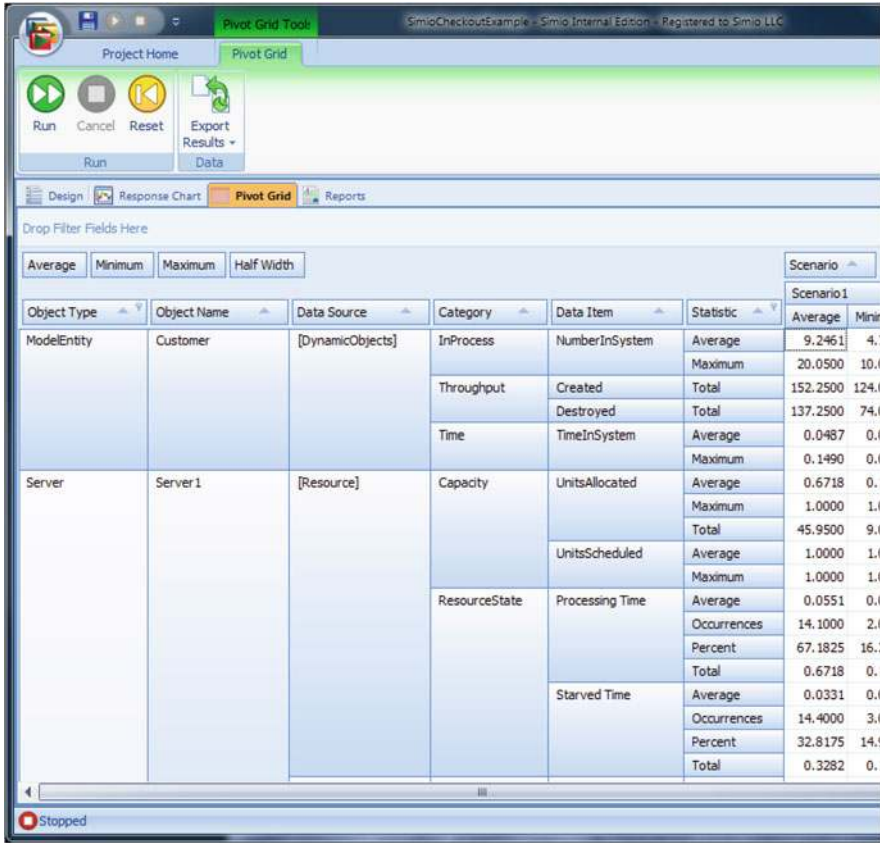 Pivot Grid Tools SimioCheckoutExample - Simio Internal Edition - Registered to Simio LLC
Project Home Pivot Grid
Run Cancel Reset Export Results
Run Data
Design Response Chart Pivot Grid Reports
Drop Filter Fields Here
Average Minimum Maximum Half Width Scenario
Scenario1
Object Type Object Name Data Source Category Data Item Statistic Average
ModelEntity Customer [DynamicObjects] InProcess NumberInSystem Average 9.2461
Maximum 20.0500
Throughput Created Total 152.2500
Destroyed Total 137.2500
Time TimeInSystem Average 0.0487
Maximum 0.1490
Server Server1 [Resource] Capacity UnitsAllocated Average 0.6718
Maximum 1.0000
Total 45.9500
UnitsScheduled Average 1.0000
Maximum 1.0000
ResourceState Processing Time Average 0.0551
Occurrences 14.1000
Percent 67.1825
Total 0.6718
Starved Time Average 0.0331
Occurrences 14.4000
Percent 32.8175
Total 0.3282
Stopped